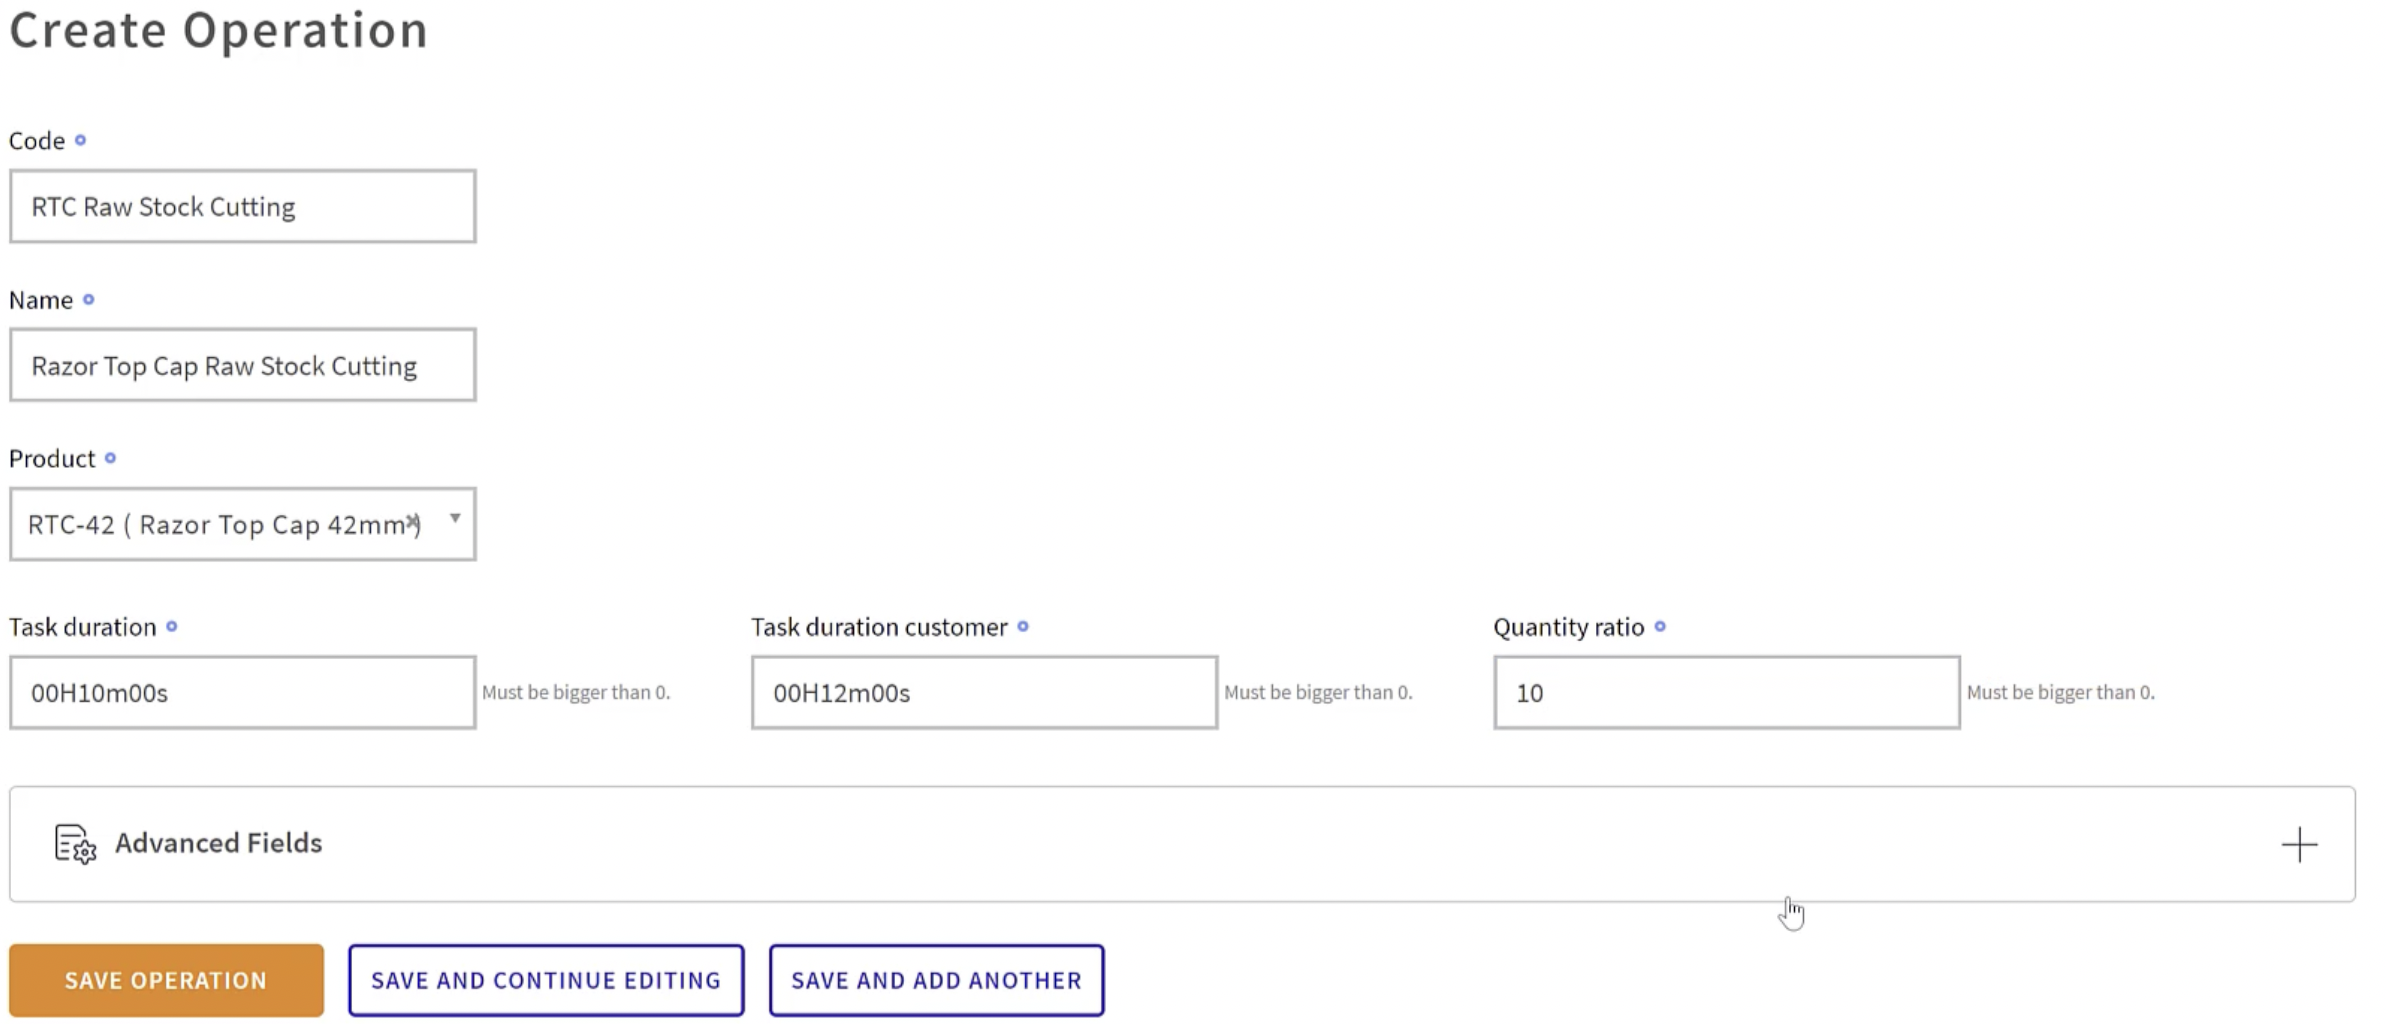 Create Operation
Code
RTC Raw Stock Cutting
Name
Razor Top Cap Raw Stock Cutting
Product
RTC-42 ( Razor Top Cap 42mm )
Task duration
00H10m00s
Must be bigger than 0.
Task duration customer
00H12m00s
Must be bigger than 0.
Quantity ratio
10
Must be bigger than 0.
Advanced Fields
SAVE OPERATION
SAVE AND CONTINUE EDITING
SAVE AND ADD ANOTHER